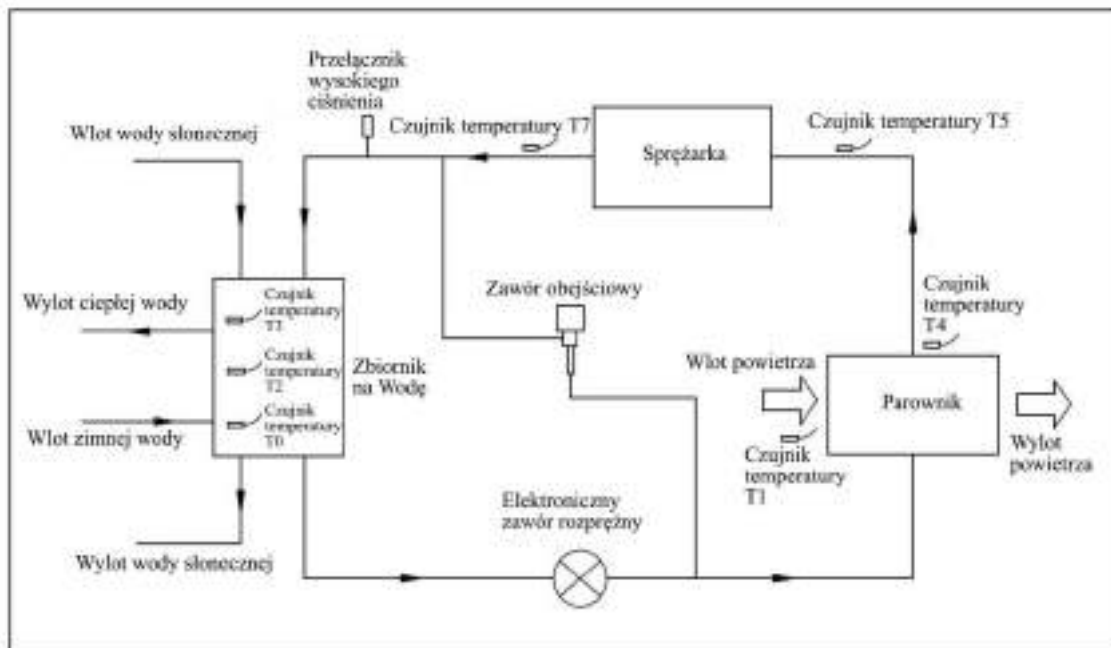 Przełącznik
wysokiego
ciśnienia
Czujnik temperatury T7
Czujnik temperatury T5
Wlot wody słonecznej
Sprężarka
Zawór obejściowy
Czujnik
temperatury
T4
Wylot ciepłej wody
Czujnik
temperatury
T3
Czujnik
temperatury
T2
Zbiornik
na Wodę
Wlot powietrza
Parownik
Czujnik
temperatury
T0
Wlot zimnej wody
Czujnik
temperatury
T1
Wylot
powietrza
Elektroniczny
zawór rozprężny
Wylot wody słonecznej